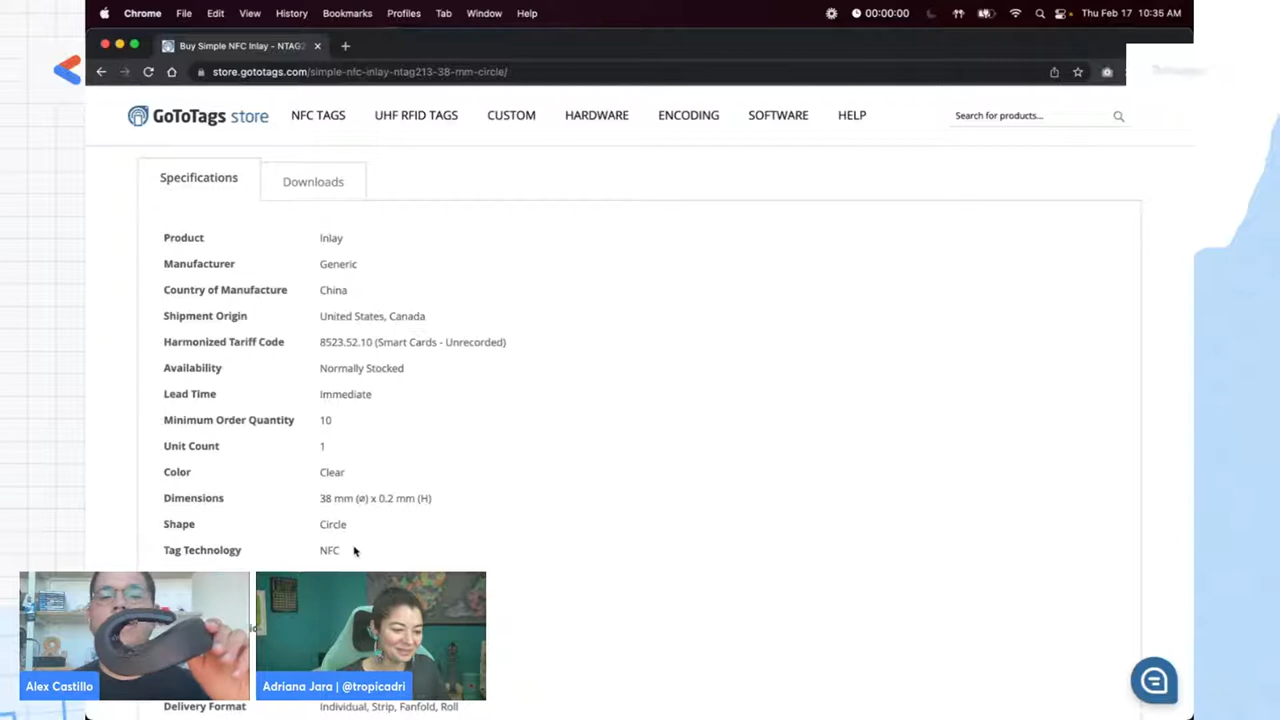 Chrome File Edit View History Bookmarks Profiles Tab Window Help 00:00:00 Thu Feb 17 10:35 AM
Buy Simple NFC Inlay - NTAG2
store.gototags.com/simple-nfc-inlay-ntag213-38-mm-circle/
GoToTags store NFC TAGS UHF RFID TAGS CUSTOM HARDWARE ENCODING SOFTWARE HELP Search for products...
Specifications Downloads
Product Inlay
Manufacturer Generic
Country of Manufacture China
Shipment Origin United States, Canada
Harmonized Tariff Code 8523.52.10 (Smart Cards - Unrecorded)
Availability Normally Stocked
Lead Time Immediate
Minimum Order Quantity 10
Unit Count 1
Color Clear
Dimensions 38 mm (ø) x 0.2 mm (H)
Shape Circle
Tag Technology NFC
Alex Castillo Adriana Jara | @tropicadri
Delivery Format Individual, Strip, Fanfold, Roll